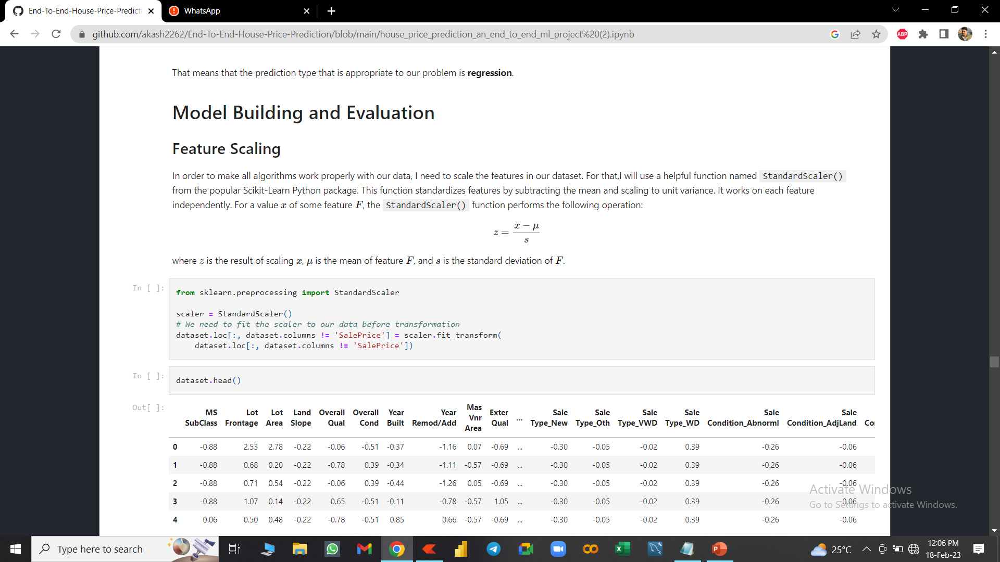 End-To-End-House-Price-Predicti
WhatsApp
github.com/akash2262/End-To-End-House-Price-Prediction/blob/main/house_price_prediction_an_end_to_end_ml_project%20(2).ipynb
ABP
That means that the prediction type that is appropriate to our problem is regression.
Model Building and Evaluation
Feature Scaling
In order to make all algorithms work properly with our data, I need to scale the features in our dataset. For that,I will use a helpful function named StandardScaler()
from the popular Scikit-Learn Python package. This function standardizes features by subtracting the mean and scaling to unit variance. It works on each feature
independently. For a value x of some feature F, the StandardScaler() function performs the following operation:
z = (x − μ) / s
where z is the result of scaling x, μ is the mean of feature F, and s is the standard deviation of F.
In [ ]:
from sklearn.preprocessing import StandardScaler
scaler = StandardScaler()
# We need to fit the scaler to our data before transformation
dataset.loc[:, dataset.columns != 'SalePrice'] = scaler.fit_transform(
dataset.loc[:, dataset.columns != 'SalePrice'])
In [ ]:
dataset.head()
Out[ ]:
MS SubClass Lot Frontage Lot Area Land Slope Overall Qual Overall Cond Year Built Year Remod/Add Mas Vnr Area Exter Qual ... Sale Type_New Sale Type_Oth Sale Type_VWD Sale Type_WD Sale Condition_Abnorml Sale Condition_AdjLand Co
0 -0.88 2.53 2.78 -0.22 -0.06 -0.51 -0.37 -1.16 0.07 -0.69 ... -0.30 -0.05 -0.02 0.39 -0.26 -0.06
1 -0.88 0.68 0.20 -0.22 -0.78 0.39 -0.34 -1.11 -0.57 -0.69 ... -0.30 -0.05 -0.02 0.39 -0.26 -0.06
2 -0.88 0.71 0.54 -0.22 -0.06 0.39 -0.44 -1.26 0.05 -0.69 ... -0.30 -0.05 -0.02 0.39 -0.26 -0.06
3 -0.88 1.07 0.14 -0.22 0.65 -0.51 -0.11 -0.78 -0.57 1.05 ... -0.30 -0.05 -0.02 0.39 -0.26 -0.06
4 0.06 0.50 0.48 -0.22 -0.78 -0.51 0.85 0.66 -0.57 -0.69 ... -0.30 -0.05 -0.02 0.39 -0.26 -0.06
Activate Windows
Go to Settings to activate Windows.
Type here to search
25°C
12:06 PM
18-Feb-23